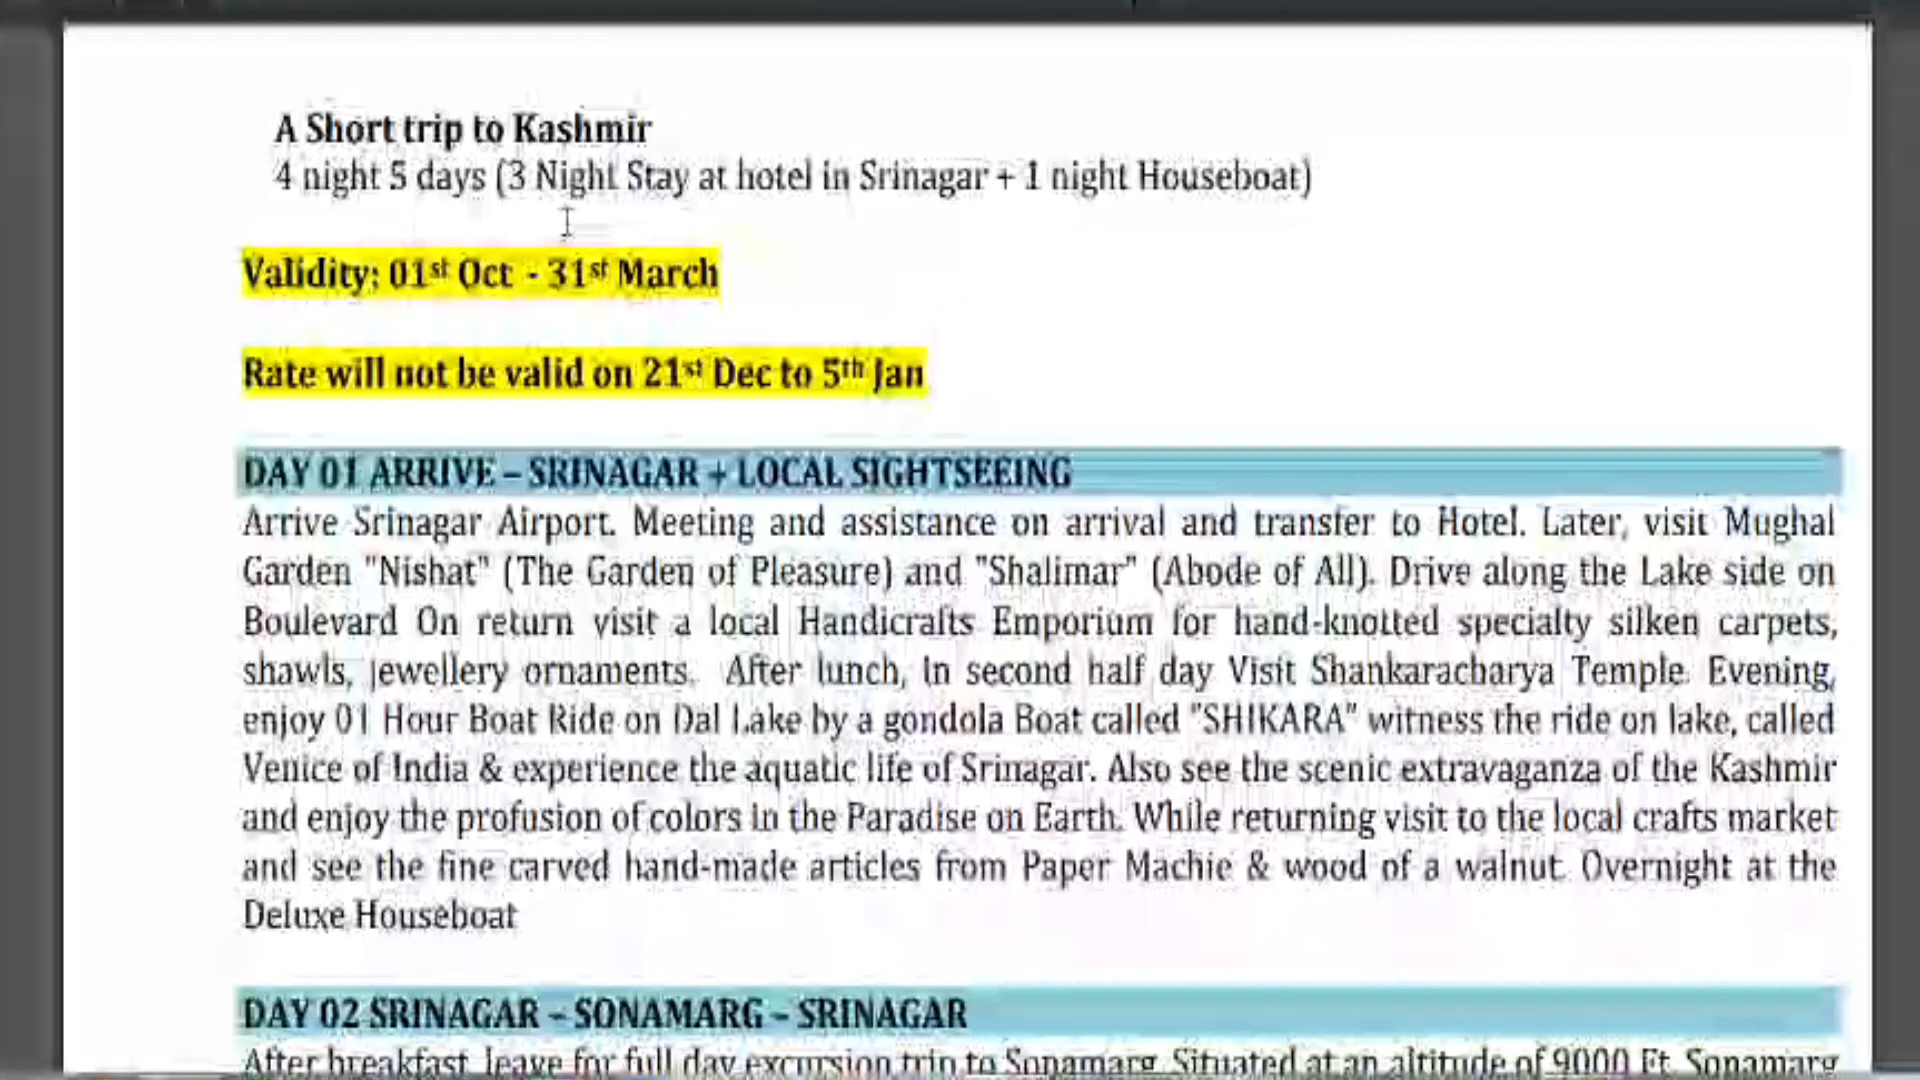 A Short trip to Kashmir
4 night 5 days (3 Night Stay at hotel in Srinagar + 1 night Houseboat)
Validity: 01st Oct - 31st March
Rate will not be valid on 21st Dec to 5th Jan
DAY 01 ARRIVE – SRINAGAR + LOCAL SIGHTSEEING
Arrive Srinagar Airport. Meeting and assistance on arrival and transfer to Hotel. Later, visit Mughal
Garden "Nishat" (The Garden of Pleasure) and "Shalimar" (Abode of All). Drive along the Lake side on
Boulevard On return visit a local Handicrafts Emporium for hand-knotted specialty silken carpets,
shawls, jewellery ornaments. After lunch, in second half day Visit Shankaracharya Temple. Evening,
enjoy 01 Hour Boat Ride on Dal Lake by a gondola Boat called "SHIKARA" witness the ride on lake, called
Venice of India & experience the aquatic life of Srinagar. Also see the scenic extravaganza of the Kashmir
and enjoy the profusion of colors in the Paradise on Earth. While returning visit to the local crafts market
and see the fine carved hand-made articles from Paper Machie & wood of a walnut. Overnight at the
Deluxe Houseboat
DAY 02 SRINAGAR – SONAMARG – SRINAGAR
After breakfast leave for full day excursion trip to Sonamarg. Situated at an altitude of 9000 Ft. Sonamarg